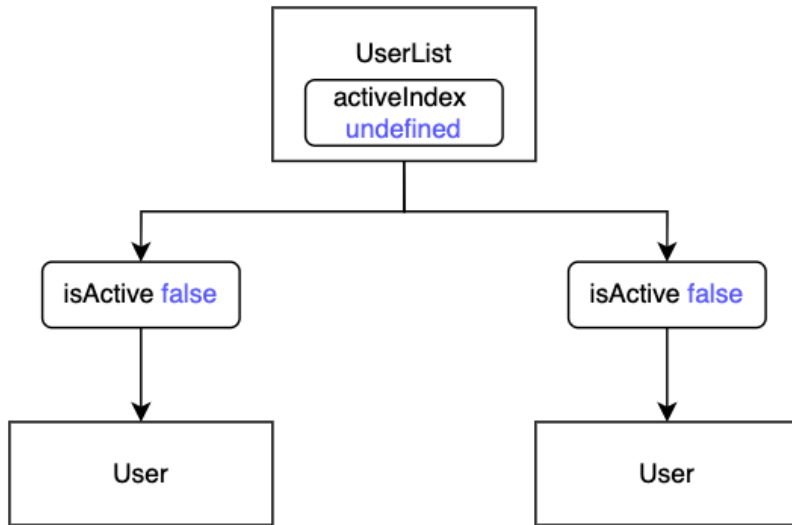 UserList
activeIndex
undefined
isActive false
isActive false
User
User